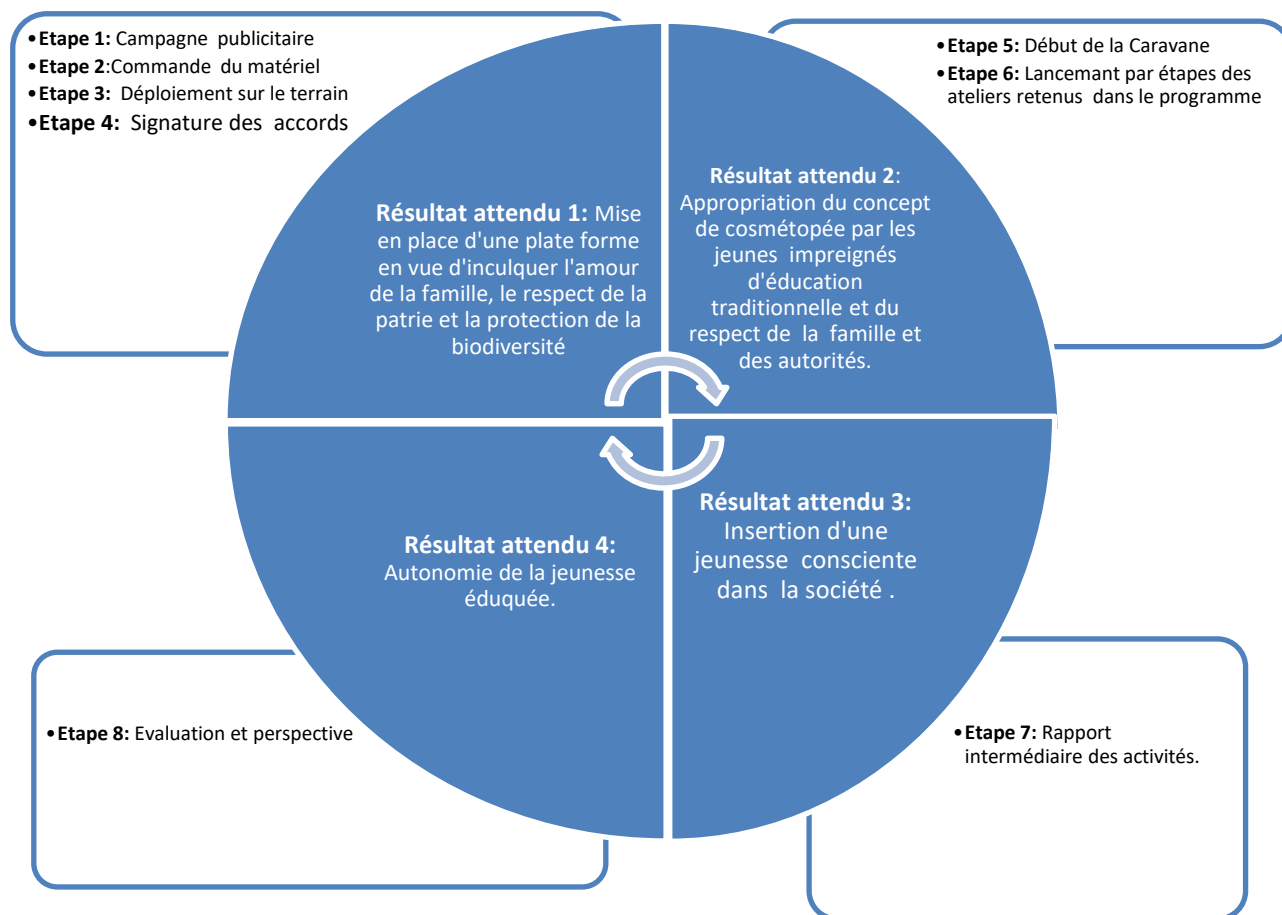 •Etape 1: Campagne publicitaire
•Etape 2:Commande du matériel
•Etape 3: Déploiement sur le terrain
•Etape 4: Signature des accords
•Etape 5: Début de la Caravane
•Etape 6: Lancemant par étapes des
ateliers retenus dans le programme
Résultat attendu 1: Mise
en place d'une plate forme
en vue d'inculquer l'amour
de la famille, le respect de la
patrie et la protection de la
biodiversité
Résultat attendu 2:
Appropriation du concept
de cosmétopée par les
jeunes impreignés
d'éducation
traditionnelle et du
respect de la famille et
des autorités.
Résultat attendu 4:
Autonomie de la jeunesse
éduquée.
Résultat attendu 3:
Insertion d'une
jeunesse consciente
dans la société .
•Etape 8: Evaluation et perspective
•Etape 7: Rapport
intermédiaire des activités.